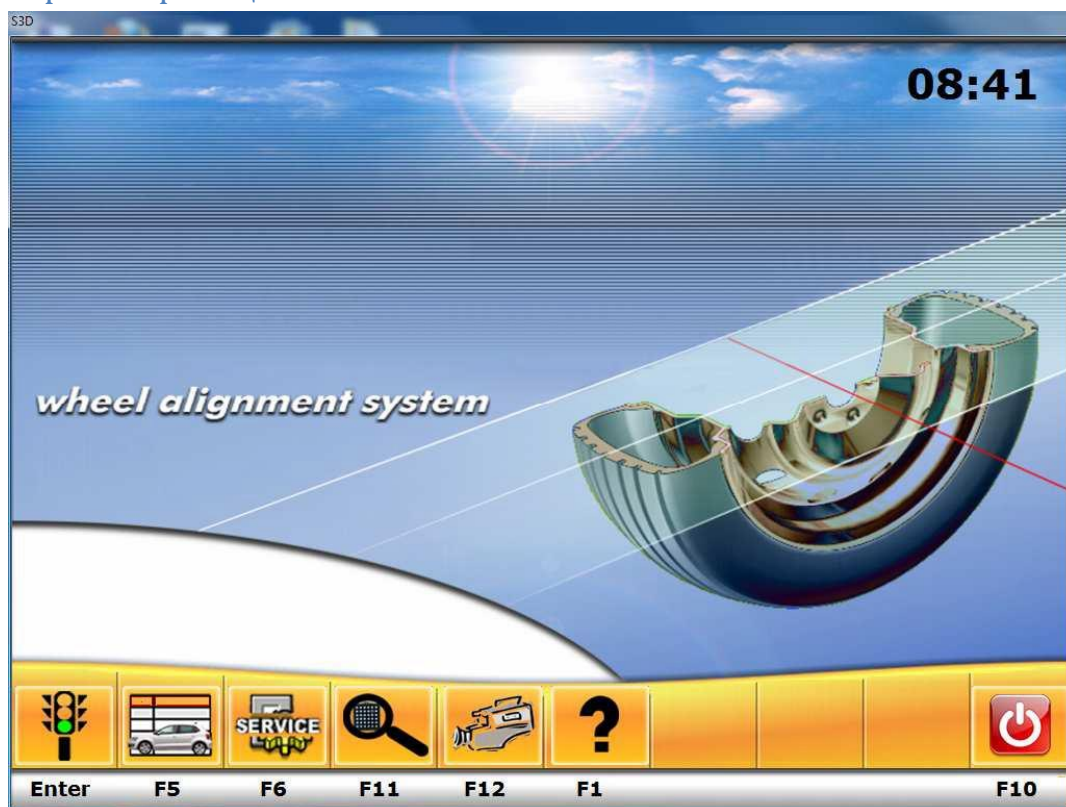 S3D
08:41
wheel alignment system
SERVICE
?
Enter F5 F6 F11 F12 F1 F10